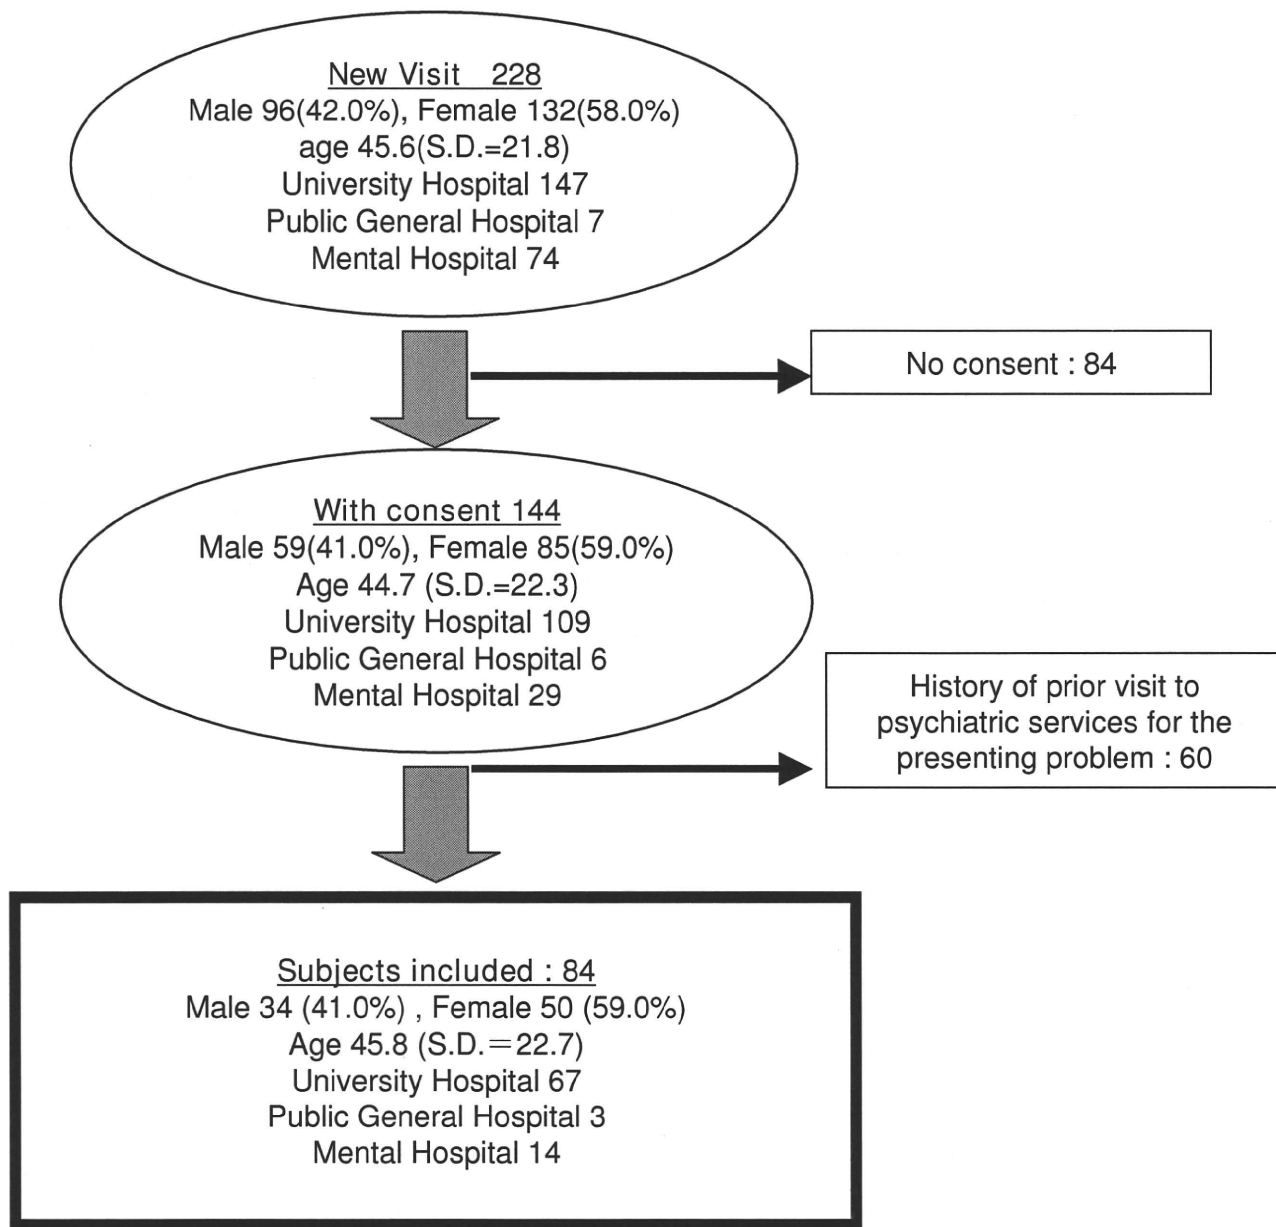 New Visit 228
Male 96(42.0%), Female 132(58.0%)
age 45.6(S.D.=21.8)
University Hospital 147
Public General Hospital 7
Mental Hospital 74
No consent : 84
With consent 144
Male 59(41.0%), Female 85(59.0%)
Age 44.7 (S.D.=22.3)
University Hospital 109
Public General Hospital 6
Mental Hospital 29
History of prior visit to
psychiatric services for the
presenting problem : 60
Subjects included : 84
Male 34 (41.0%) , Female 50 (59.0%)
Age 45.8 (S.D.＝22.7)
University Hospital 67
Public General Hospital 3
Mental Hospital 14